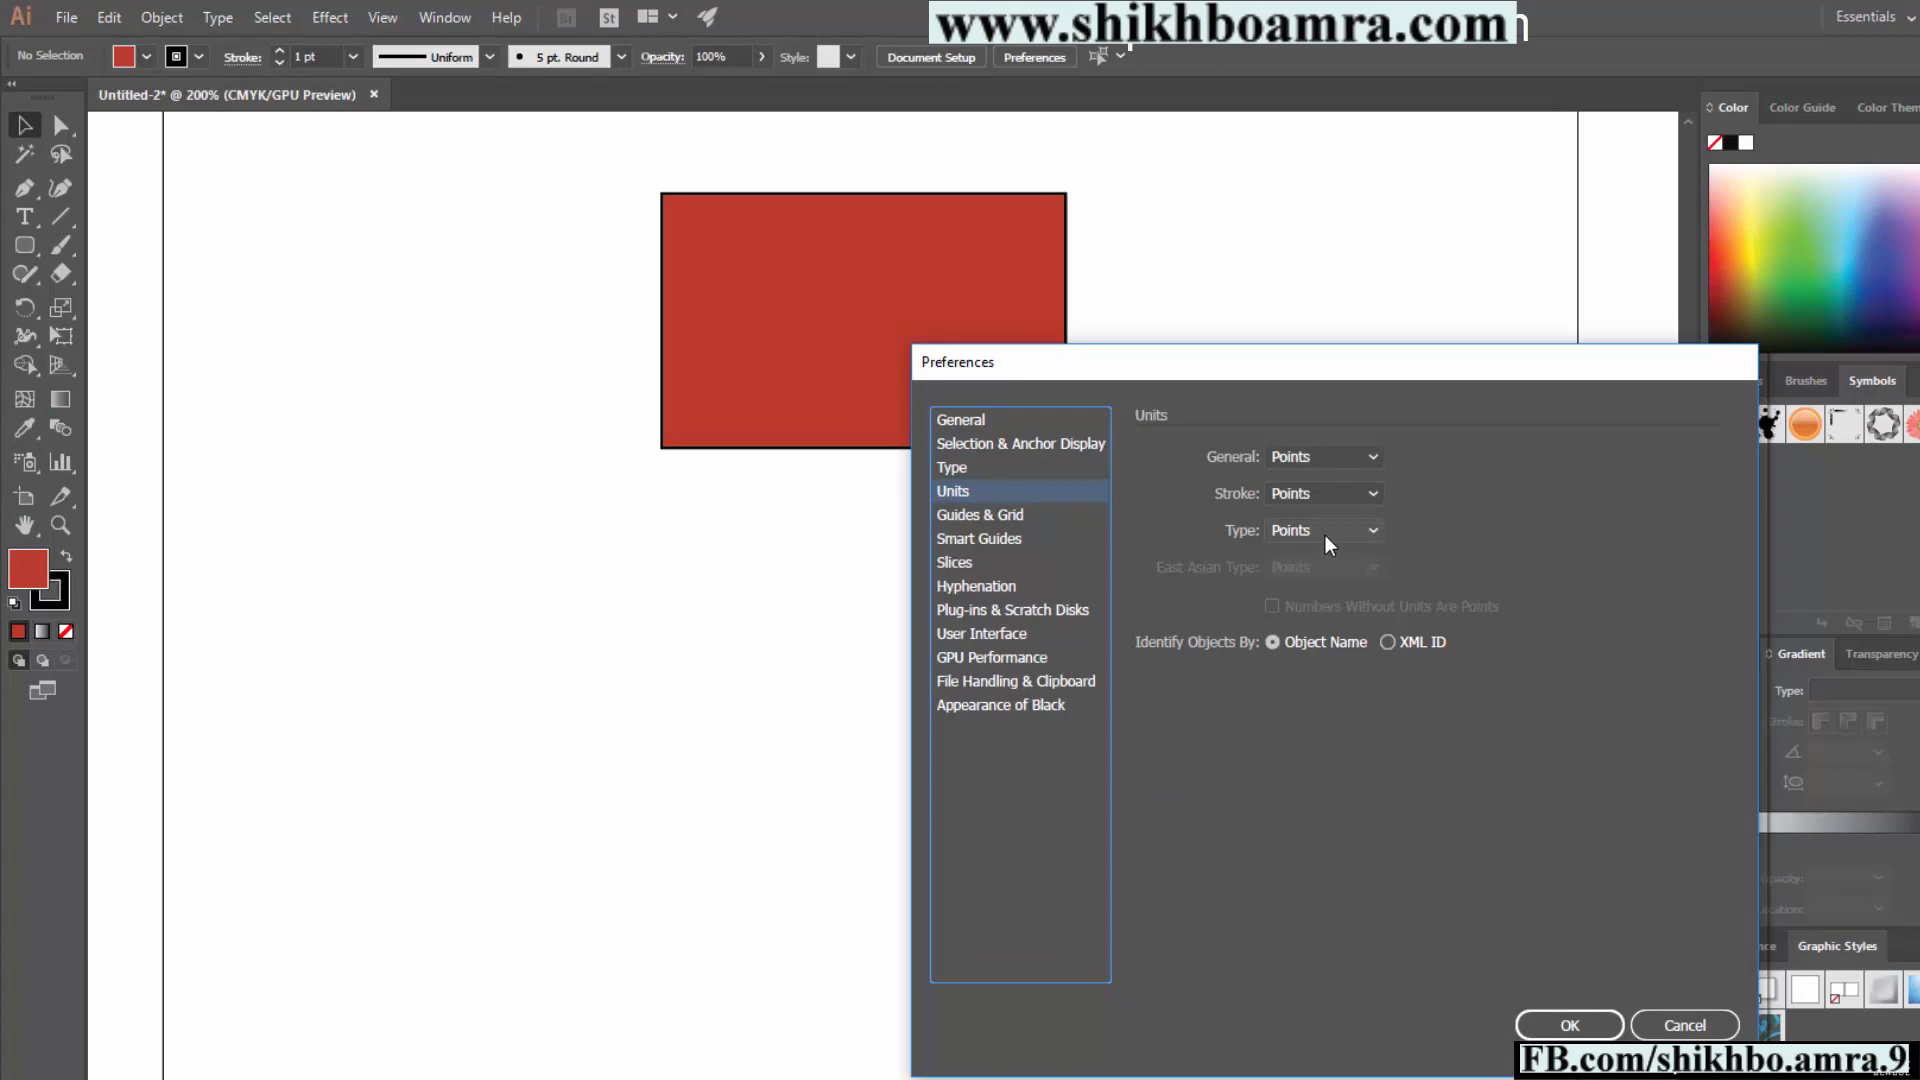 Ai File Edit Object Type Select Effect View Window Help Br St
www.shikhboamra.com
Essentials
No Selection Stroke: 1 pt Uniform 5 pt. Round Opacity: 100% Style: Document Setup Preferences
Untitled-2* @ 200% (CMYK/GPU Preview) ×
Color Color Guide Color Them
Preferences
Brushes Symbols
General
Selection & Anchor Display
Type
Units
Guides & Grid
Smart Guides
Slices
Hyphenation
Plug-ins & Scratch Disks
User Interface
GPU Performance
File Handling & Clipboard
Appearance of Black
Units
General: Points
Stroke: Points
Type: Points
East Asian Type: Points
Numbers Without Units Are Points
Identify Objects By: Object Name XML ID
Gradient Transparency
Type:
Stroke:
Opacity:
Location:
Graphic Styles
OK Cancel
FB.com/shikhbo.amra.9